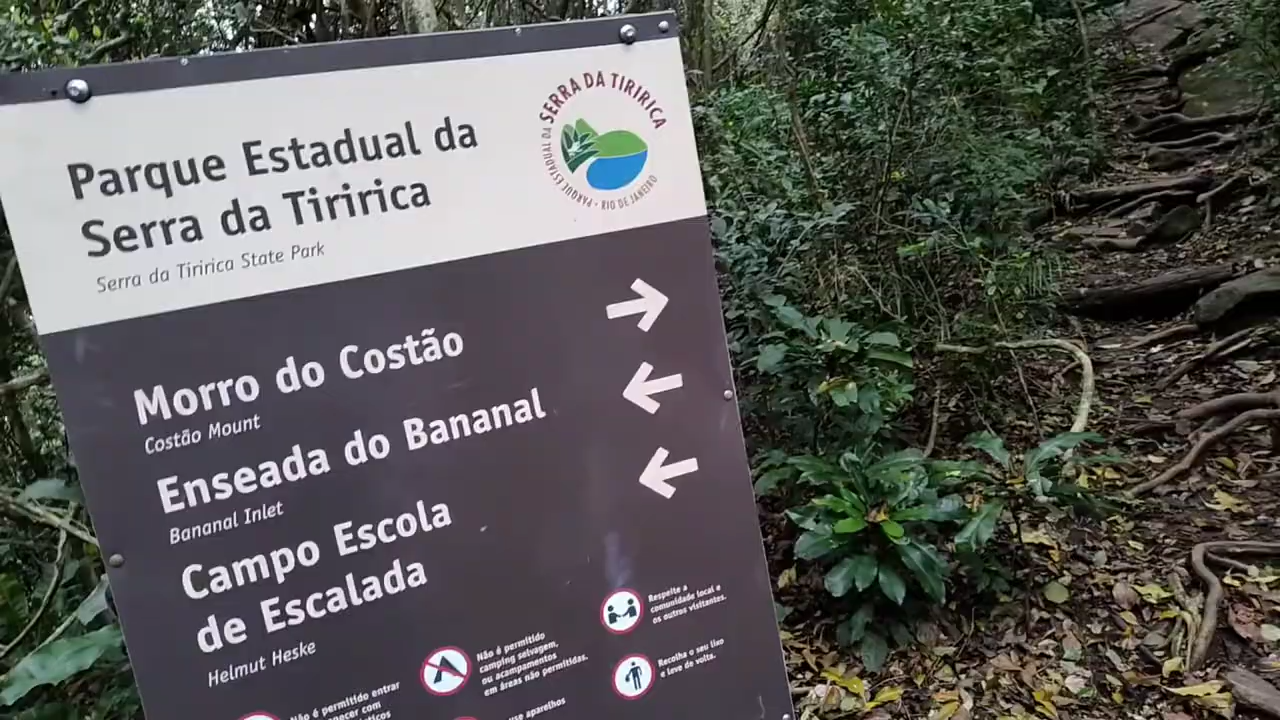 Parque Estadual da
Serra da Tiririca
Serra da Tiririca State Park
PARQUE ESTADUAL DA SERRA DA TIRIRICA • RIO DE JANEIRO
Morro do Costão
Costão Mount
Enseada do Bananal
Bananal Inlet
Campo Escola
de Escalada
Helmut Heske
Respeite a
comunidade local e
os outros visitantes.
Não é permitido
camping selvagem,
ou acampamentos
em áreas não permitidas.
Recolha o seu lixo
e leve de volta.
Não é permitido entrar
com
aparelhos